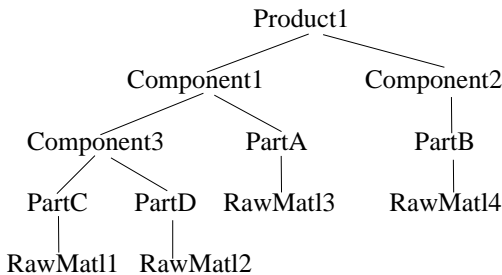 Product1
Component1 Component2
Component3 PartA PartB
PartC PartD RawMatl3 RawMatl4
RawMatl1 RawMatl2